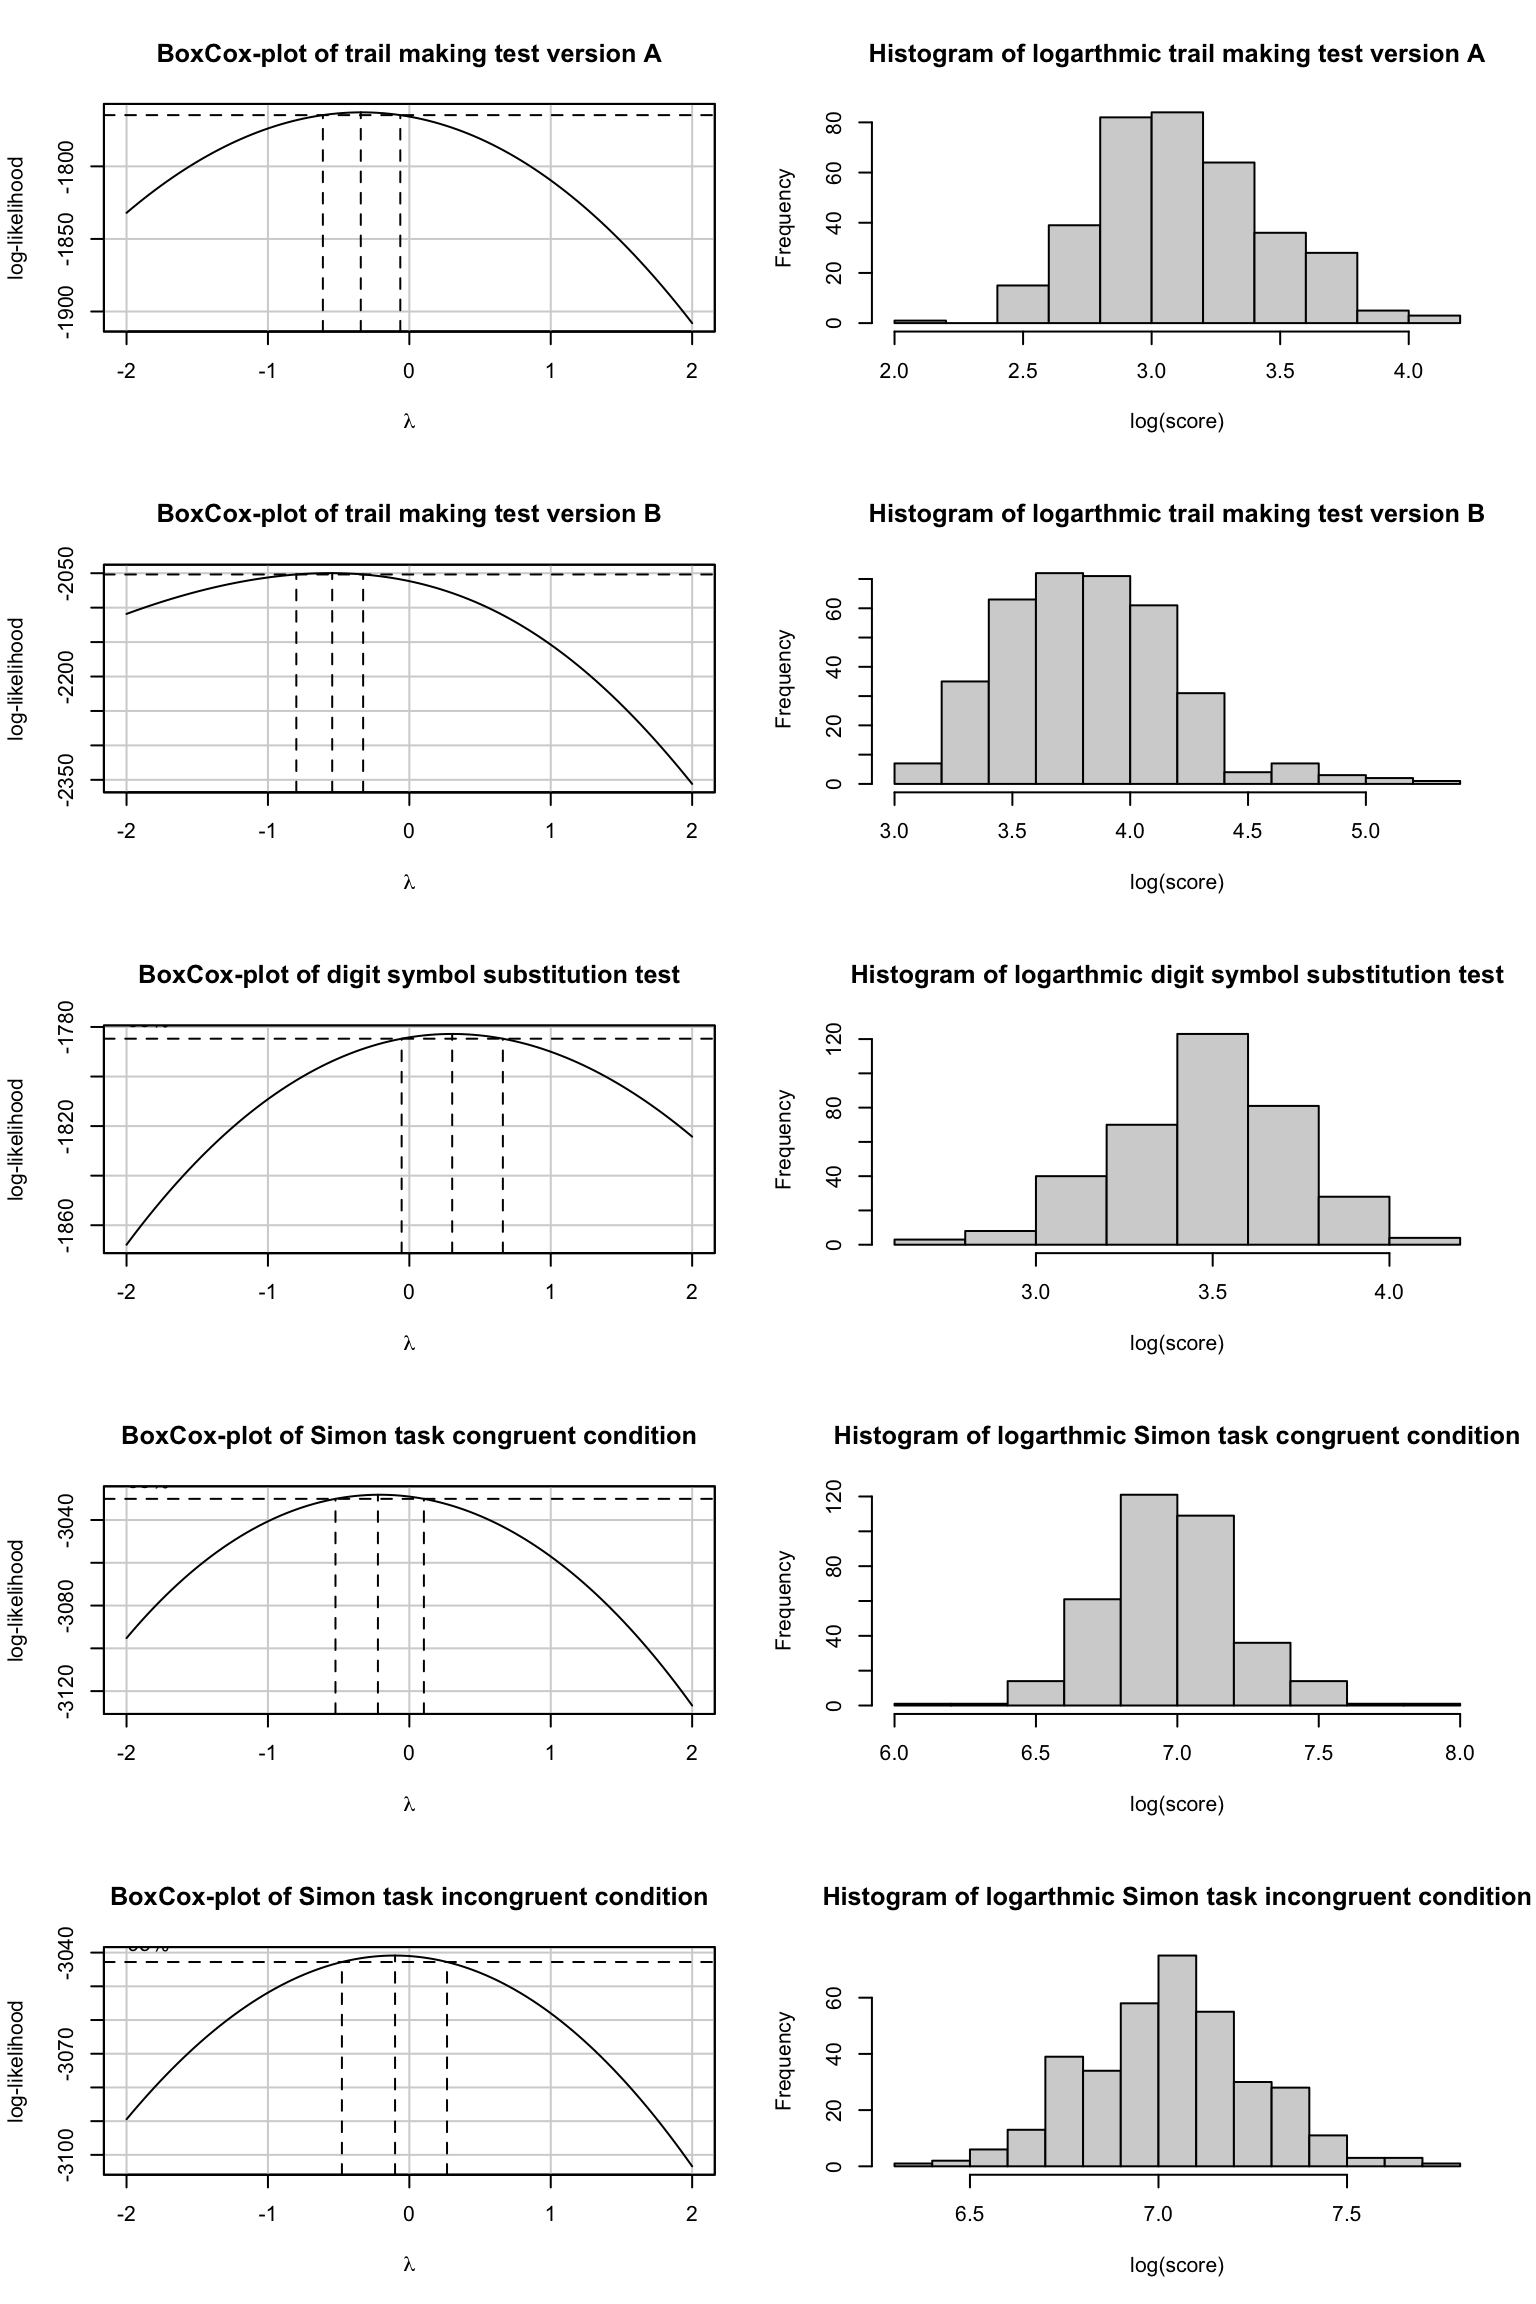 BoxCox-plot of trail making test version A
log-likelihood
-1800
-1850
-1900
-2 -1 0 1 2
λ
Histogram of logarthmic trail making test version A
Frequency
80
60
40
20
0
2.0 2.5 3.0 3.5 4.0
log(score)
BoxCox-plot of trail making test version B
log-likelihood
-2050
-2200
-2350
-2 -1 0 1 2
λ
Histogram of logarthmic trail making test version B
Frequency
60
40
20
0
3.0 3.5 4.0 4.5 5.0
log(score)
BoxCox-plot of digit symbol substitution test
log-likelihood
-1780
-1820
-1860
-2 -1 0 1 2
λ
Histogram of logarthmic digit symbol substitution test
Frequency
120
80
40
0
3.0 3.5 4.0
log(score)
BoxCox-plot of Simon task congruent condition
log-likelihood
-3040
-3080
-3120
-2 -1 0 1 2
λ
Histogram of logarthmic Simon task congruent condition
Frequency
120
80
40
0
6.0 6.5 7.0 7.5 8.0
log(score)
BoxCox-plot of Simon task incongruent condition
log-likelihood
-3040
-3070
-3100
-2 -1 0 1 2
λ
Histogram of logarthmic Simon task incongruent condition
Frequency
60
40
20
0
6.5 7.0 7.5
log(score)